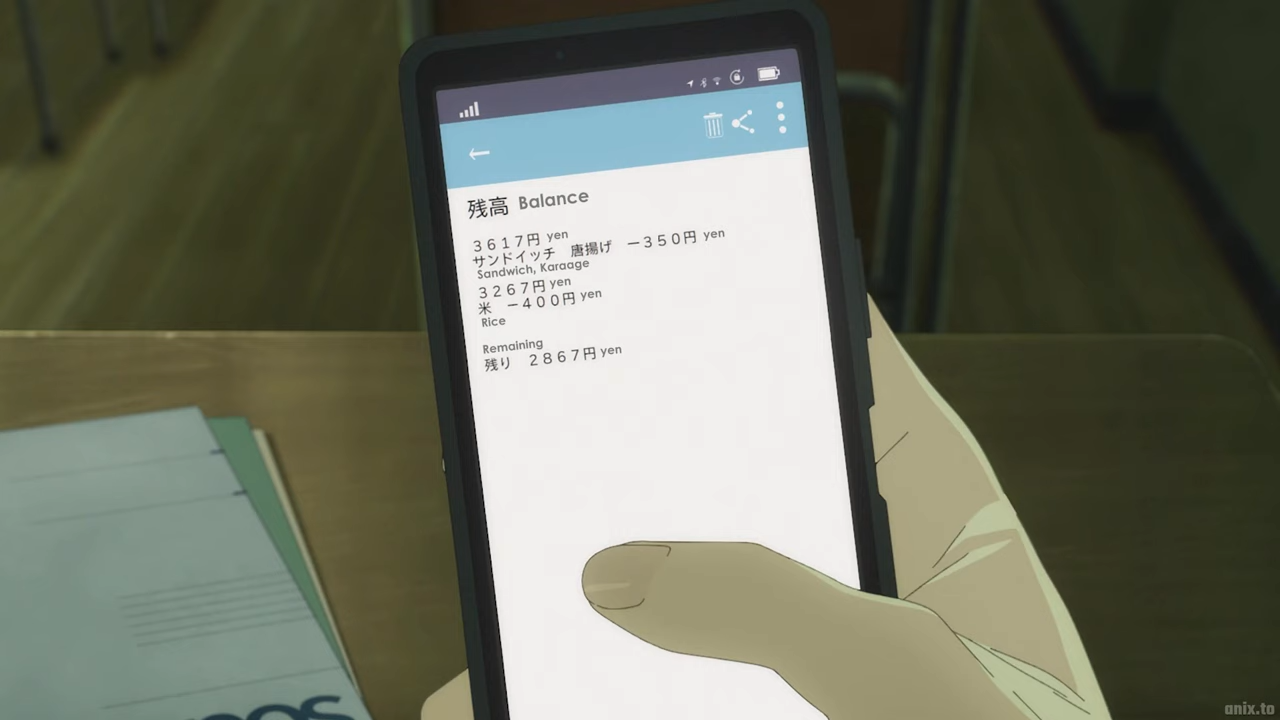 残高 Balance
３６１７円 yen
サンドイッチ　唐揚げ　－３５０円 yen
Sandwich, Karaage
３２６７円 yen
米　－４００円 yen
Rice
Remaining
残り　２８６７円 yen
anix.to